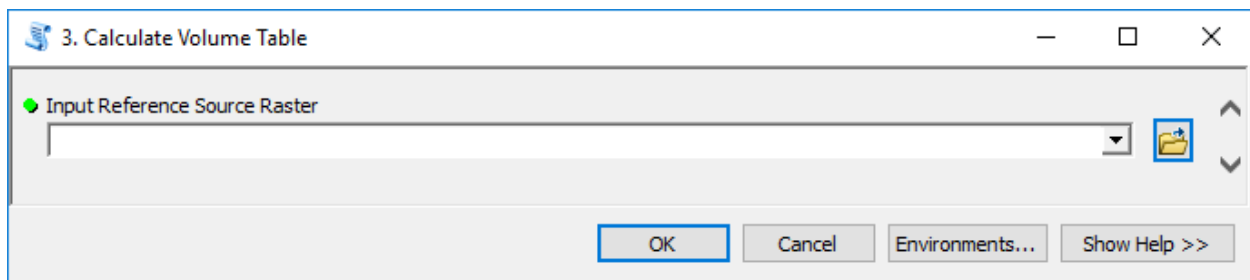 3. Calculate Volume Table
Input Reference Source Raster
OK Cancel Environments... Show Help >>